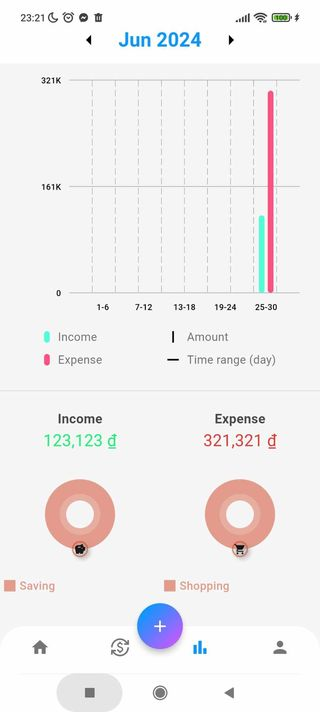 23:21
100
Jun 2024
321K
161K
0
1-6 7-12 13-18 19-24 25-30
Income Amount
Expense Time range (day)
Income Expense
123,123 ₫ 321,321 ₫
Saving Shopping